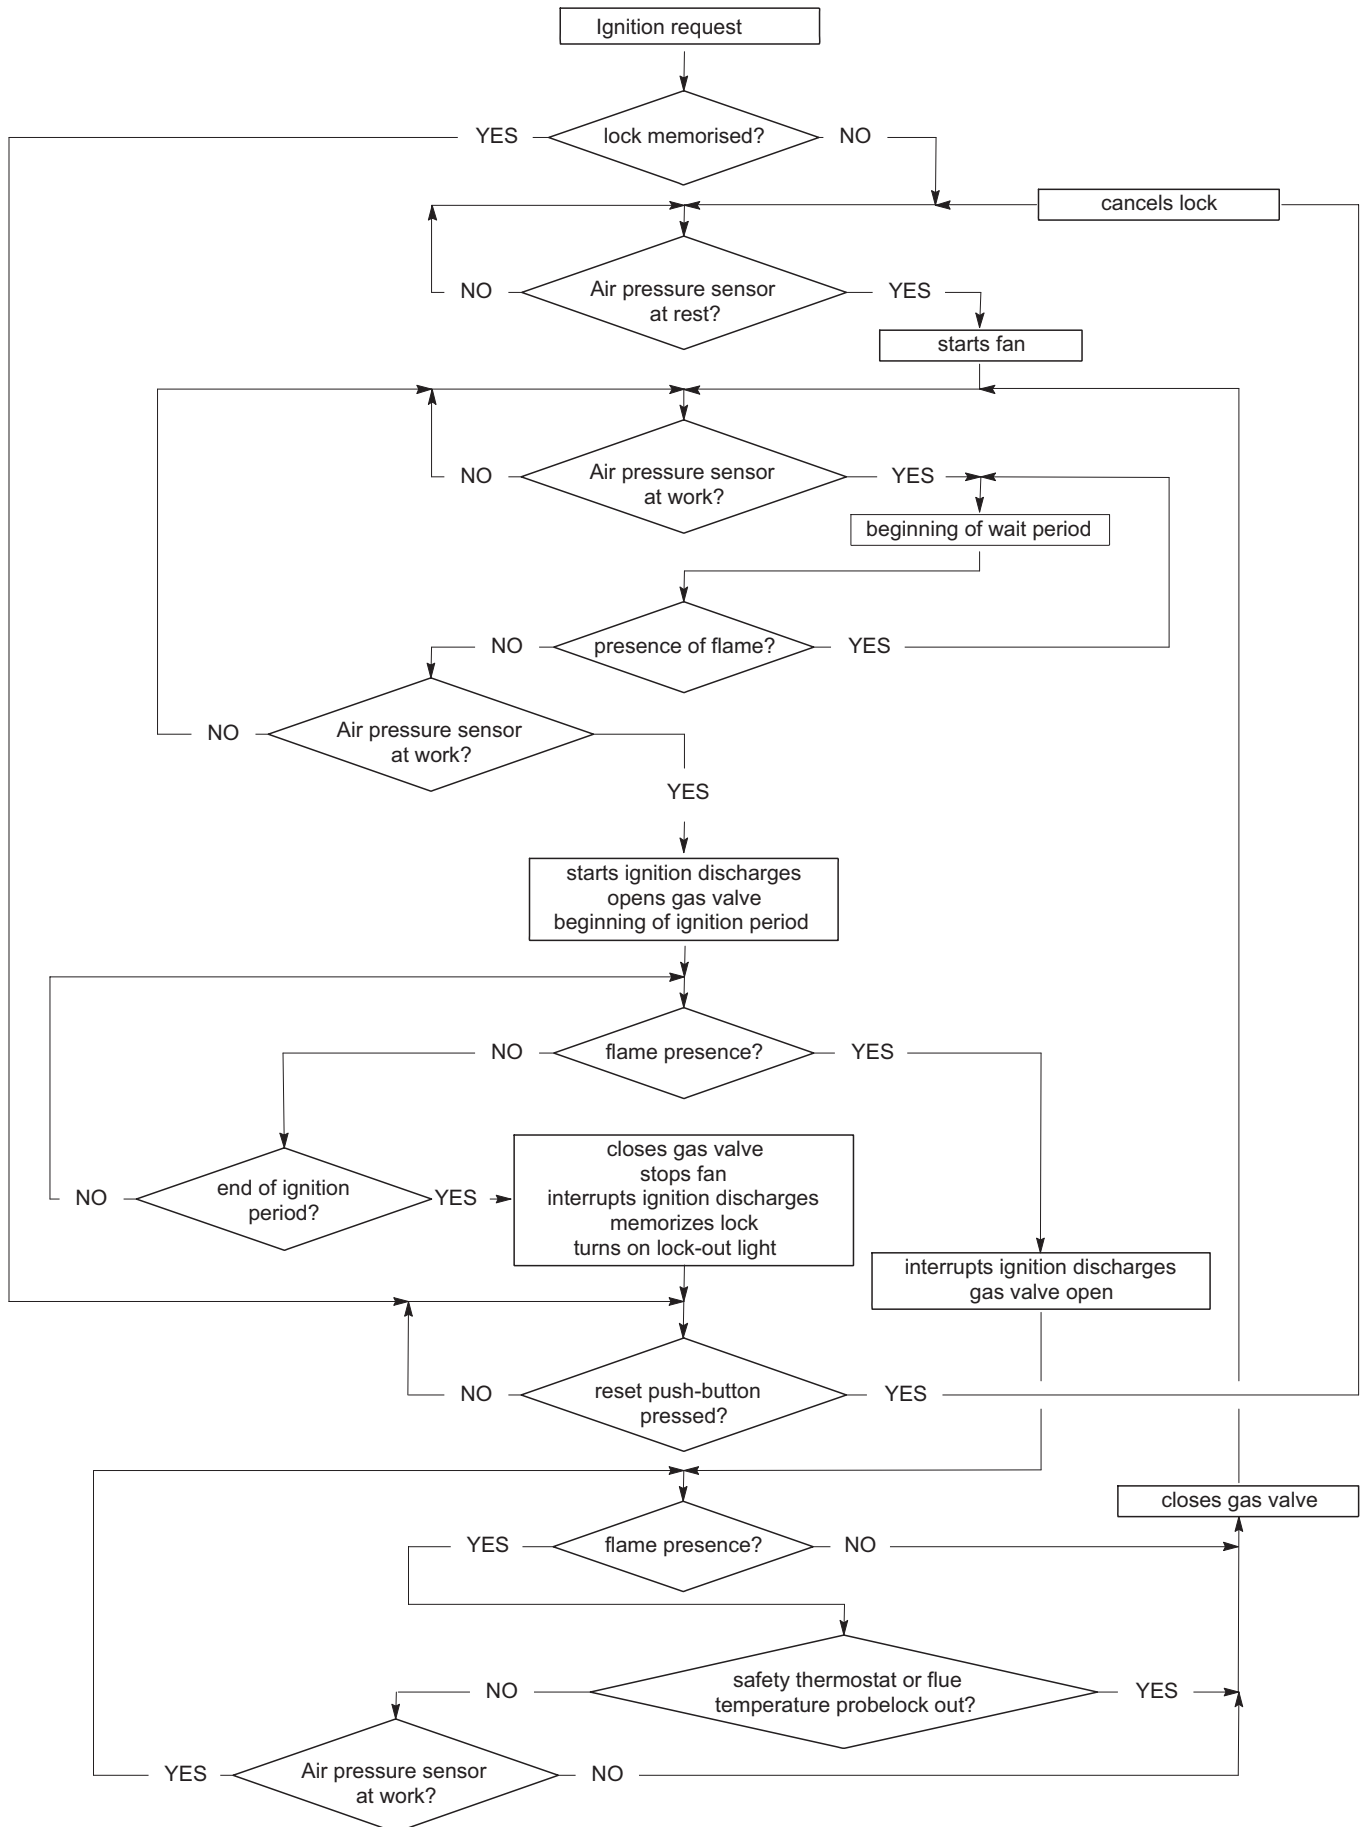 Ignition request
YES
lock memorised?
NO
cancels lock
NO
Air pressure sensor
at rest?
YES
starts fan
NO
Air pressure sensor
at work?
YES
beginning of wait period
NO
presence of flame?
YES
NO
Air pressure sensor
at work?
YES
starts ignition discharges
opens gas valve
beginning of ignition period
NO
flame presence?
YES
NO
end of ignition
period?
YES
closes gas valve
stops fan
interrupts ignition discharges
memorizes lock
turns on lock-out light
interrupts ignition discharges
gas valve open
NO
reset push-button
pressed?
YES
closes gas valve
YES
flame presence?
NO
NO
safety thermostat or flue
temperature probelock out?
YES
YES
Air pressure sensor
at work?
NO